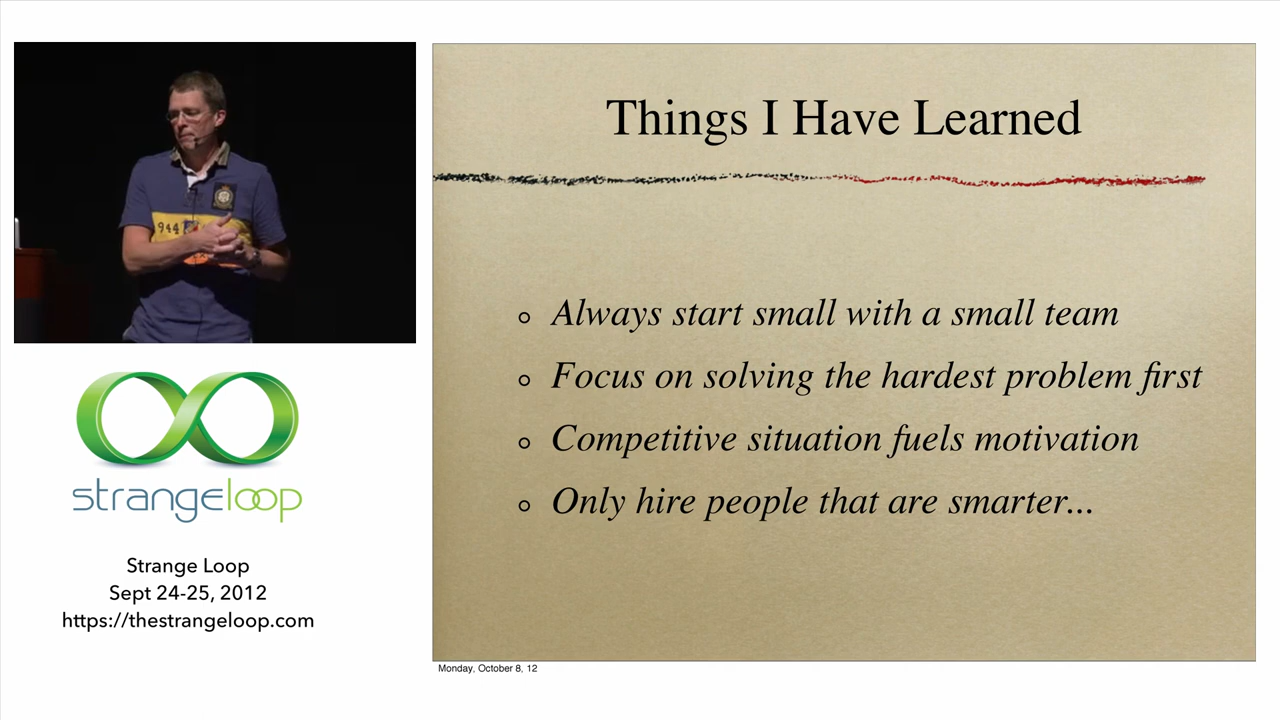 944
strangeloop
Strange Loop
Sept 24-25, 2012
https://thestrangeloop.com
Things I Have Learned
Always start small with a small team
Focus on solving the hardest problem first
Competitive situation fuels motivation
Only hire people that are smarter...
Monday, October 8, 12